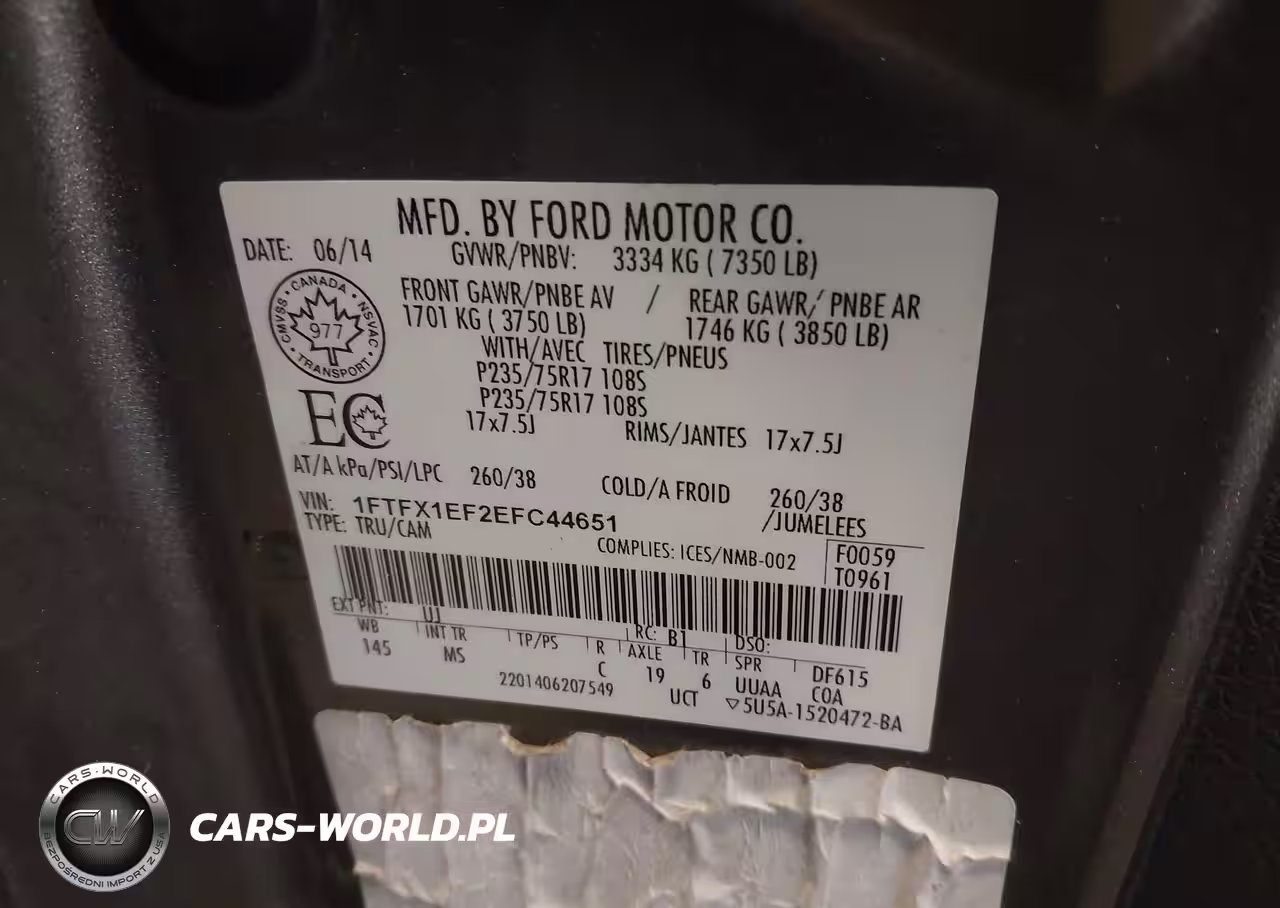 MFD. BY FORD MOTOR CO.
DATE: 06/14
GVWR/PNBV: 3334 KG ( 7350 LB)
FRONT GAWR/PNBE AV / REAR GAWR/ PNBE AR
1701 KG ( 3750 LB) 1746 KG ( 3850 LB)
WITH/AVEC TIRES/PNEUS
P235/75R17 108S
P235/75R17 108S
17x7.5J RIMS/JANTES 17x7.5J
CANADA
CMVSS 977 NSVAC
TRANSPORT
EC
AT/A kPa/PSI/LPC 260/38 COLD/A FROID 260/38
VIN: 1FTFX1EF2EFC44651 /JUMELEES
TYPE: TRU/CAM
COMPLIES: ICES/NMB-002 F0059
T0961
EXT PNT: UJ RC: B1 DSO:
WB INT TR TP/PS R AXLE TR SPR DF615
145 MS C 19 6 UUAA COA
2201406207549 UCT ▽5U5A-1520472-BA
CARS-WORLD
CW
BEZPOŚREDNI IMPORT Z USA
CARS-WORLD.PL